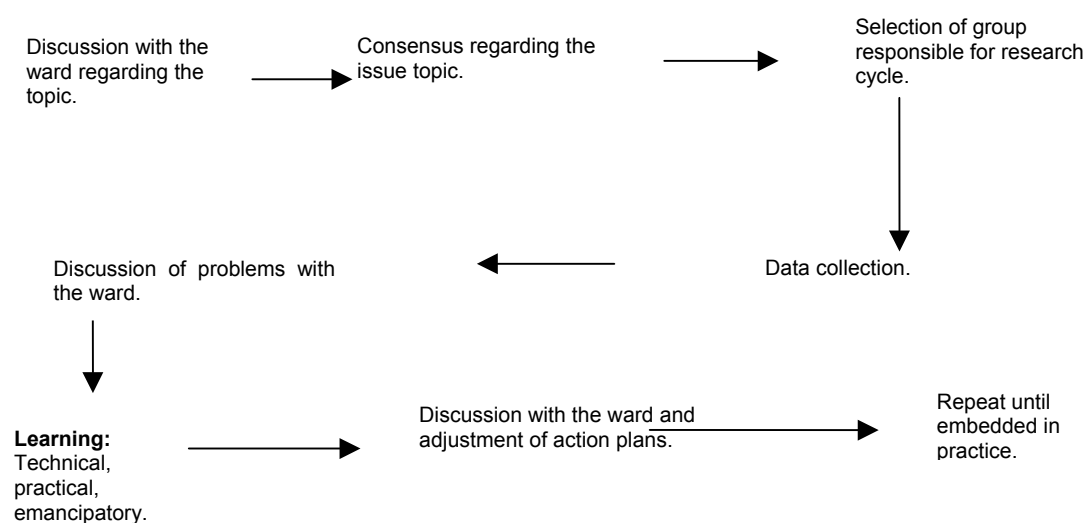 Discussion with the
ward regarding the
topic.
Consensus regarding the
issue topic.
Selection of group
responsible for research
cycle.
Data collection.
Discussion of problems with
the ward.
Learning:
Technical,
practical,
emancipatory.
Discussion with the ward and
adjustment of action plans.
Repeat until
embedded in
practice.